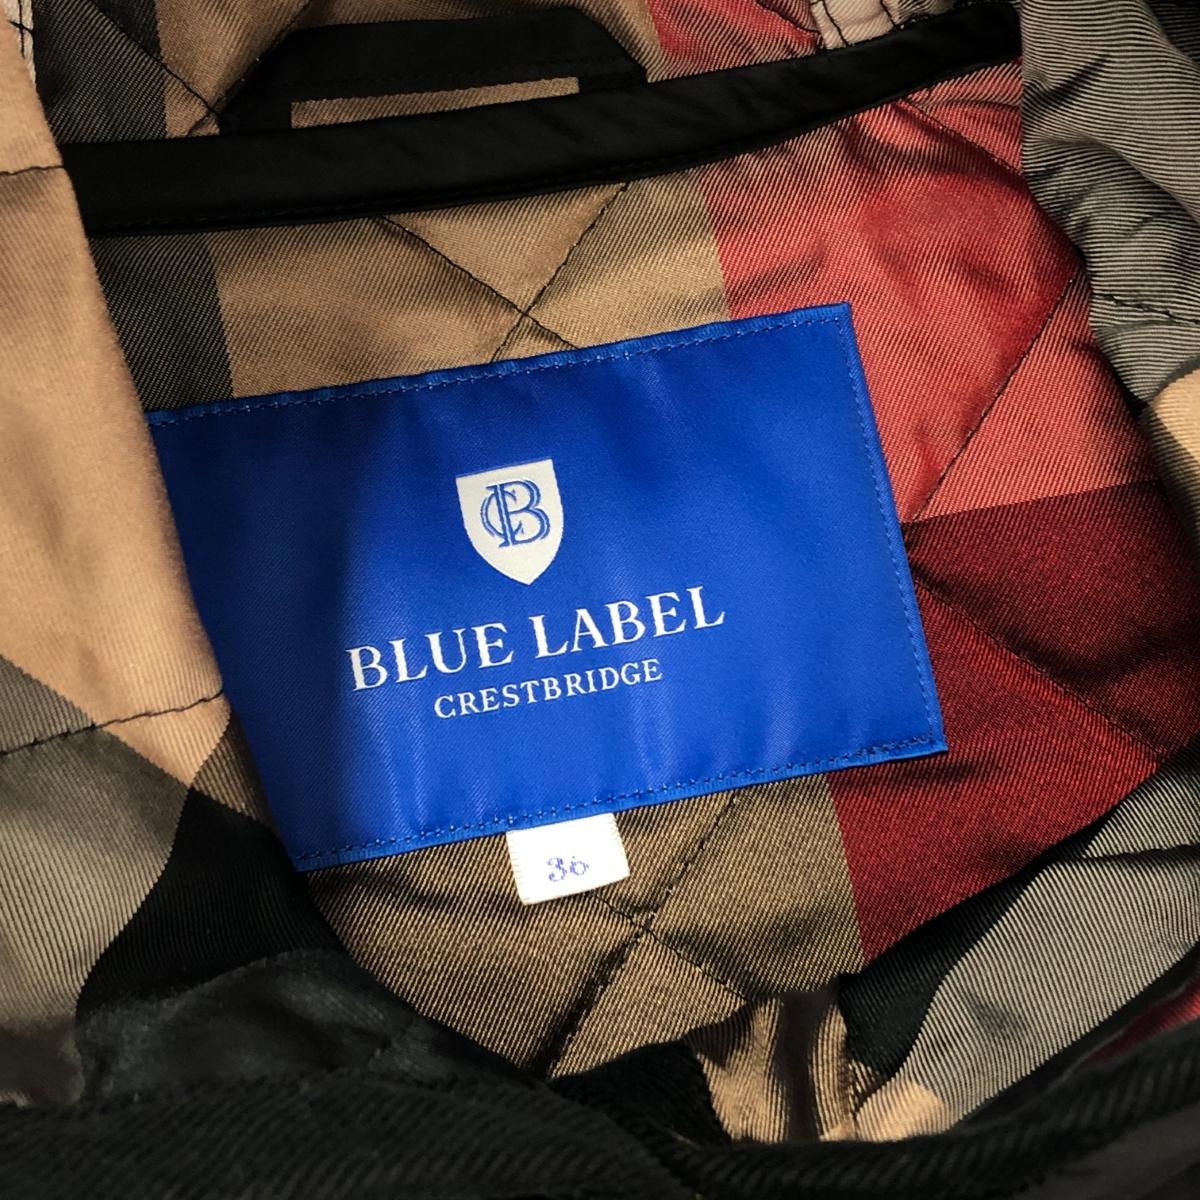 CB
BLUE LABEL
CRESTBRIDGE
36